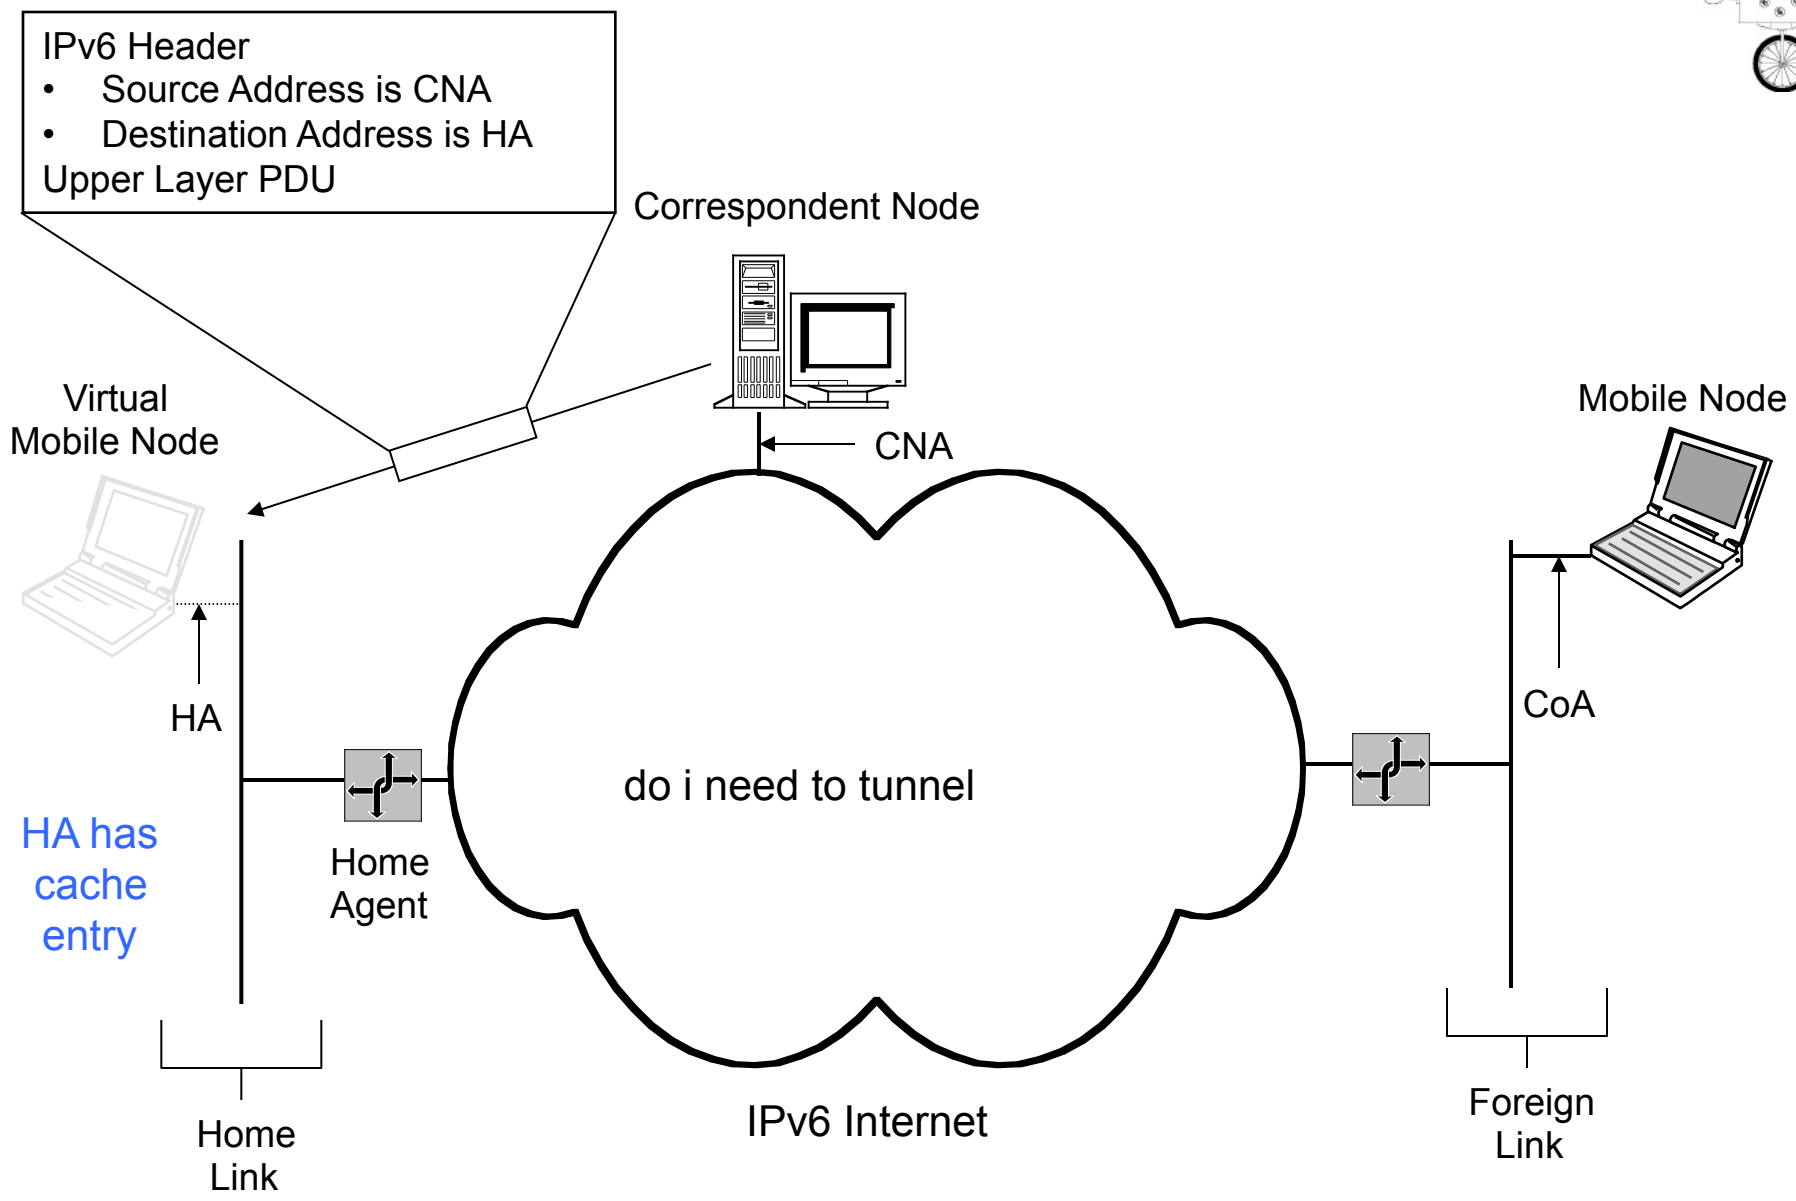 IPv6 Header
• Source Address is CNA
• Destination Address is HA
Upper Layer PDU
Correspondent Node
Virtual
Mobile Node
Mobile Node
CNA
HA
CoA
do i need to tunnel
HA has
cache
entry
Home
Agent
IPv6 Internet
Home
Link
Foreign
Link